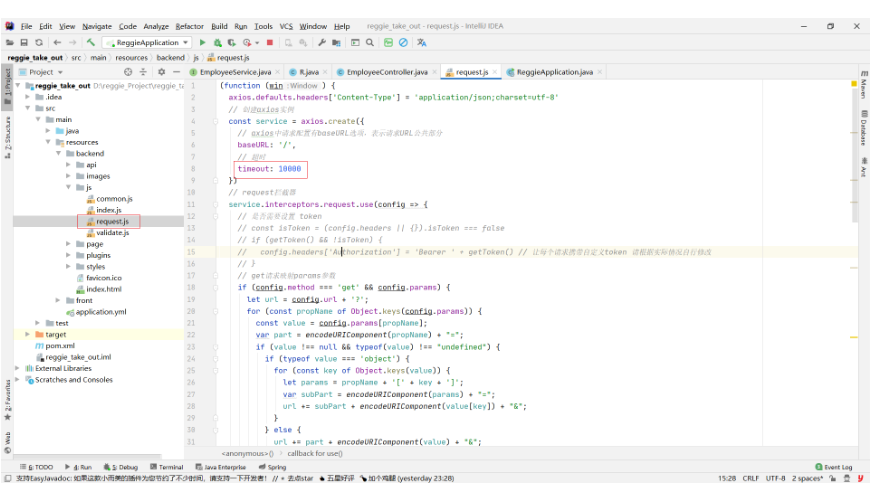 File Edit View Navigate Code Analyze Refactor Build Run Tools VCS Window Help reggie_take_out - request.js - IntelliJ IDEA
ReggieApplication
reggie_take_out src main resources backend js request.js
Project
EmployeeService.java R.java EmployeeController.java request.js ReggieApplication.java
1: Project
2: Structure
2: Favorites
Web
Maven
Database
Ant
reggie_take_out D:\reggie_Project\reggie_ta
.idea
src
main
java
resources
backend
api
images
js
common.js
index.js
request.js
validate.js
page
plugins
styles
favicon.ico
index.html
front
application.yml
test
target
pom.xml
reggie_take_out.iml
External Libraries
Scratches and Consoles
1 (function (win :Window ) {
2 axios.defaults.headers['Content-Type'] = 'application/json;charset=utf-8'
3 // 创建axios实例
4 const service = axios.create({
5 // axios中请求配置有baseURL选项，表示请求URL公共部分
6 baseURL: '/',
7 // 超时
8 timeout: 10000
9 })
10 // request拦截器
11 service.interceptors.request.use(config => {
12 // 是否需要设置 token
13 // const isToken = (config.headers || {}).isToken === false
14 // if (getToken() && !isToken) {
15 // config.headers['Authorization'] = 'Bearer ' + getToken() // 让每个请求携带自定义token 请根据实际情况自行修改
16 // }
17 // get请求映射params参数
18 if (config.method === 'get' && config.params) {
19 let url = config.url + '?';
20 for (const propName of Object.keys(config.params)) {
21 const value = config.params[propName];
22 var part = encodeURIComponent(propName) + "=";
23 if (value !== null && typeof(value) !== "undefined") {
24 if (typeof value === 'object') {
25 for (const key of Object.keys(value)) {
26 let params = propName + '[' + key + ']';
27 var subPart = encodeURIComponent(params) + "=";
28 url += subPart + encodeURIComponent(value[key]) + "&";
29 }
30 } else {
31 url += part + encodeURIComponent(value) + "&";
<anonymous>() callback for use()
6: TODO 4: Run 5: Debug Terminal Java Enterprise Spring Event Log
支持EasyJavadoc: 如果这款小而美的插件为您节约了不少时间，请支持一下开发者！ // ⭐ 去点star 五星好评 加个鸡腿 (yesterday 23:28) 15:28 CRLF UTF-8 2 spaces*